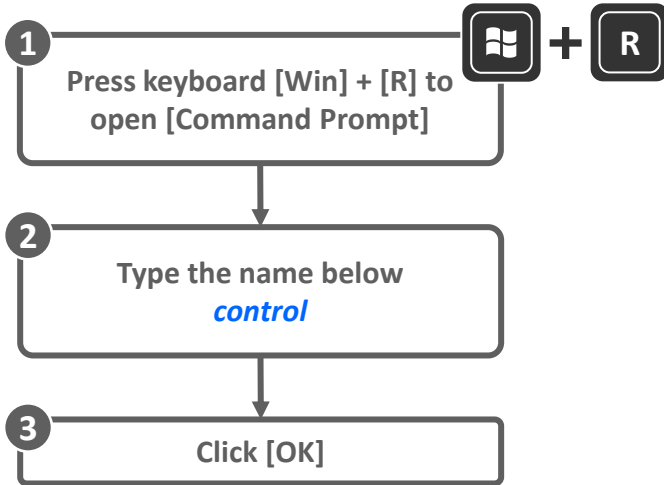 1
Press keyboard [Win] + [R] to
open [Command Prompt]
+
R
2
Type the name below
control
3
Click [OK]